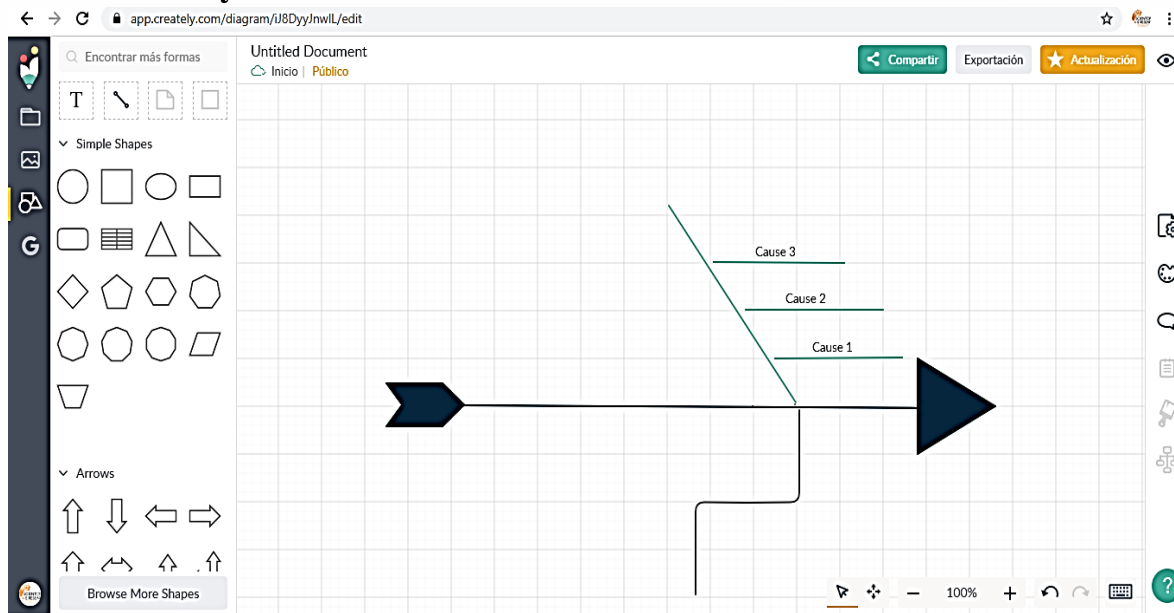 app.creately.com/diagram/iJ8DyyJnwlL/edit
Encontrar más formas
Untitled Document
Inicio | Público
Compartir
Exportación
Actualización
T
Simple Shapes
G
Cause 3
Cause 2
Cause 1
Arrows
Browse More Shapes
100%
?